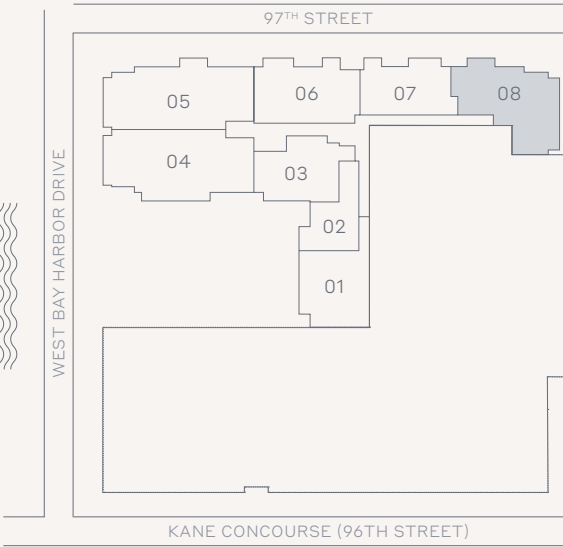 97TH STREET
05
06
07
08
04
03
02
01
WEST BAY HARBOR DRIVE
KANE CONCOURSE (96TH STREET)